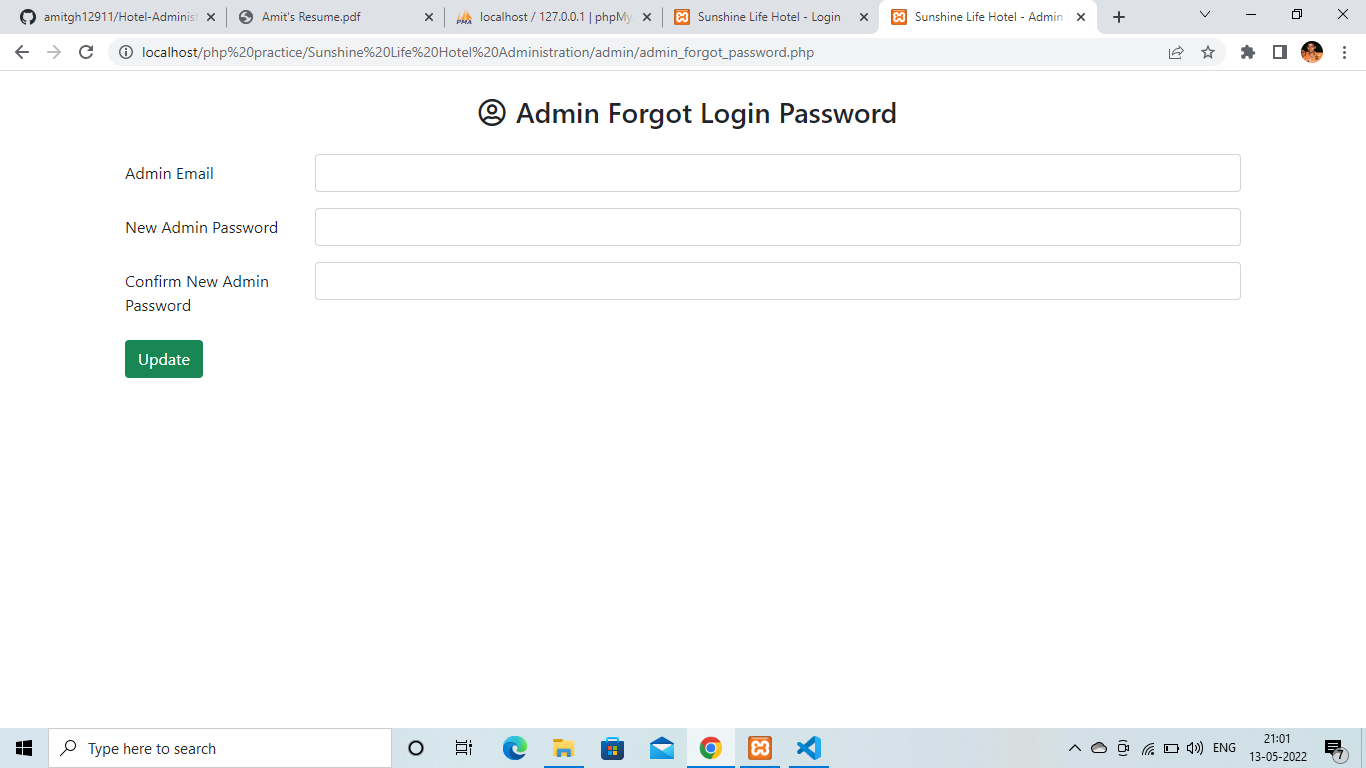 amitgh12911/Hotel-Administ
Amit's Resume.pdf
localhost / 127.0.0.1 | phpMy
Sunshine Life Hotel - Login
Sunshine Life Hotel - Admin
localhost/php%20practice/Sunshine%20Life%20Hotel%20Administration/admin/admin_forgot_password.php
Admin Forgot Login Password
Admin Email
New Admin Password
Confirm New Admin
Password
Update
Type here to search
ENG
21:01
13-05-2022
7